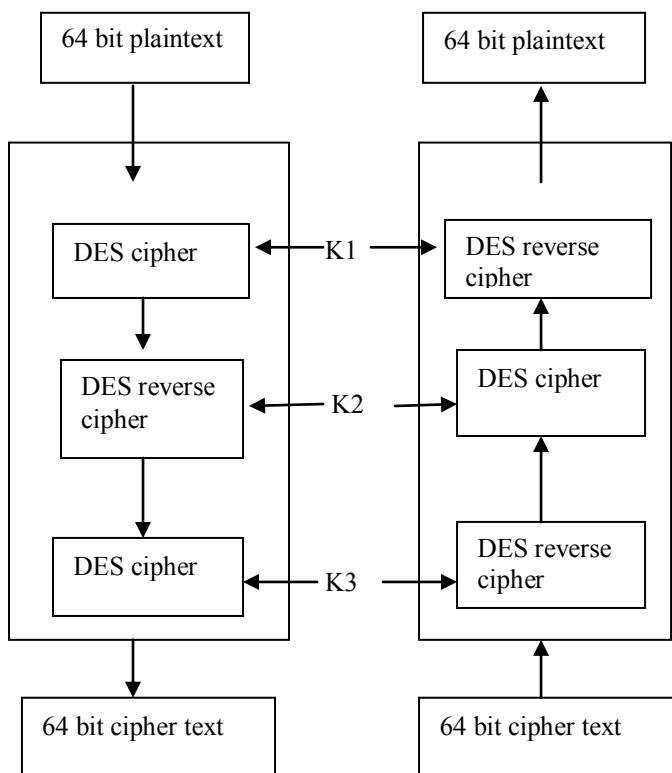 64 bit plaintext
64 bit plaintext
DES cipher
K1
DES reverse
cipher
DES reverse
cipher
K2
DES cipher
DES cipher
K3
DES reverse
cipher
64 bit cipher text
64 bit cipher text